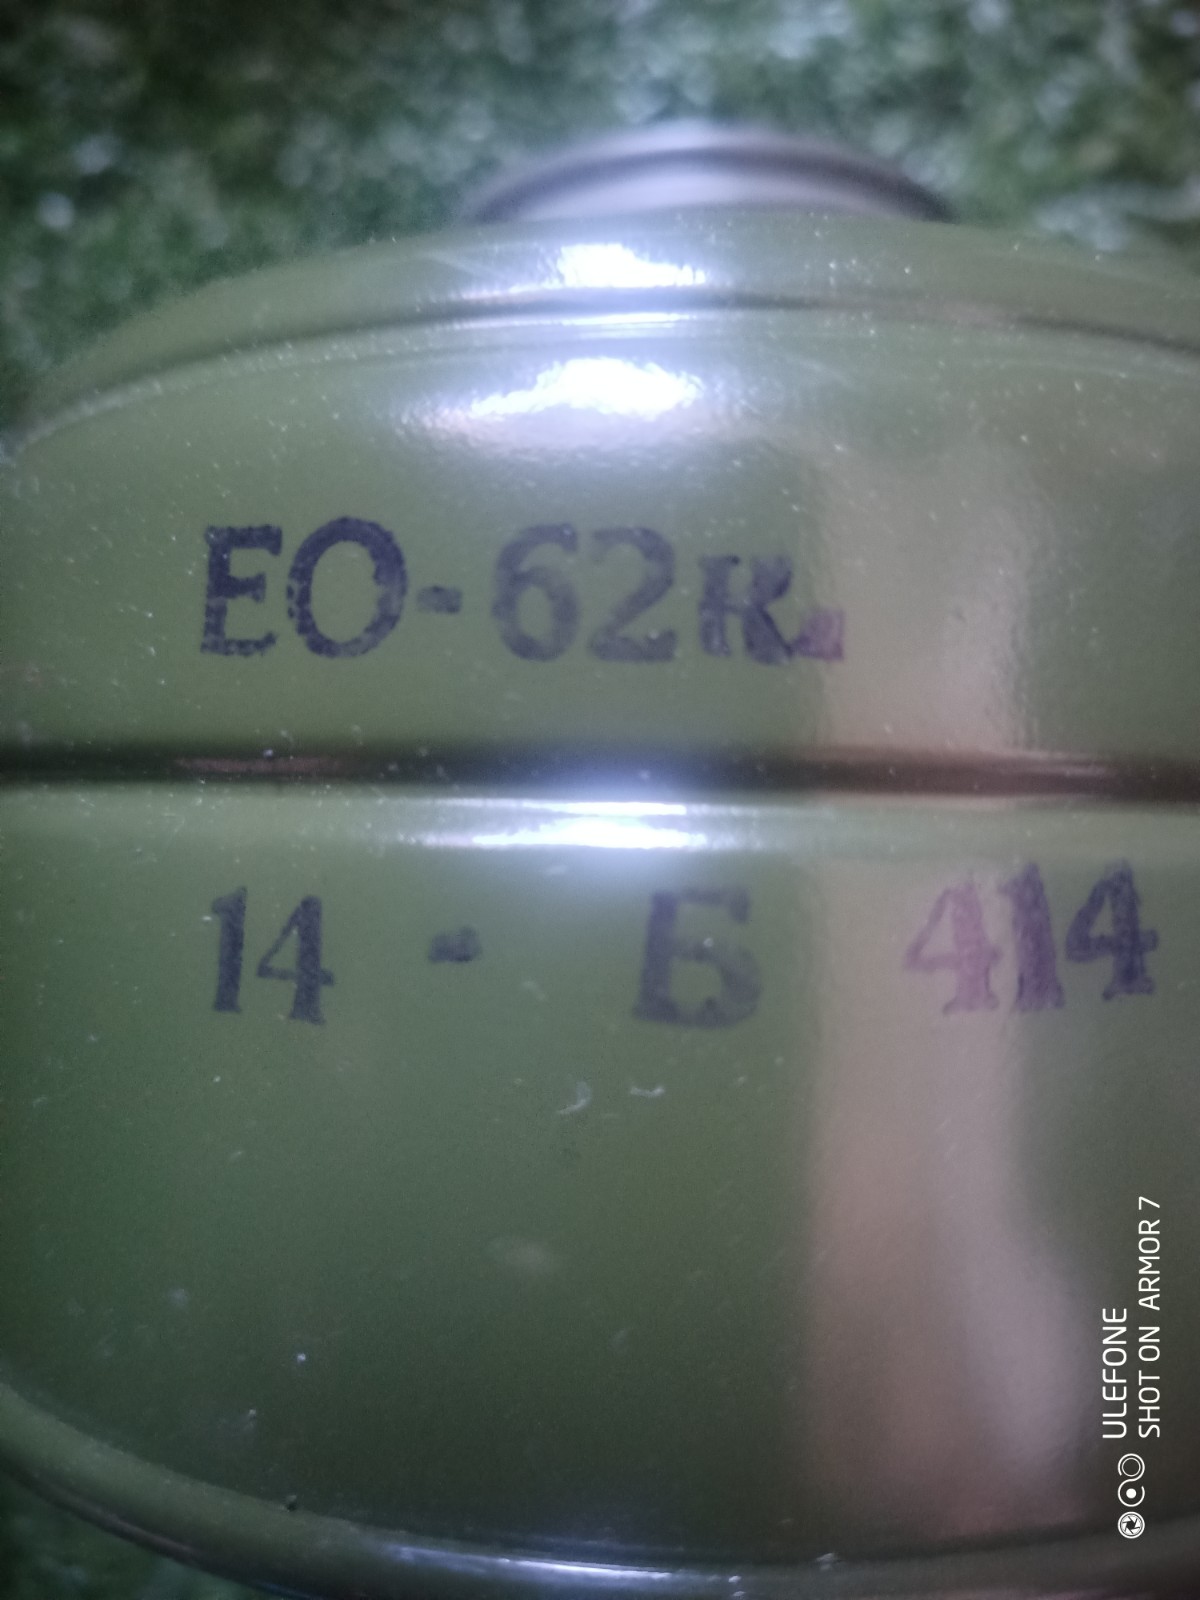 ЕО-62К.
14 - Б 414
ULEFONE
SHOT ON ARMOR 7